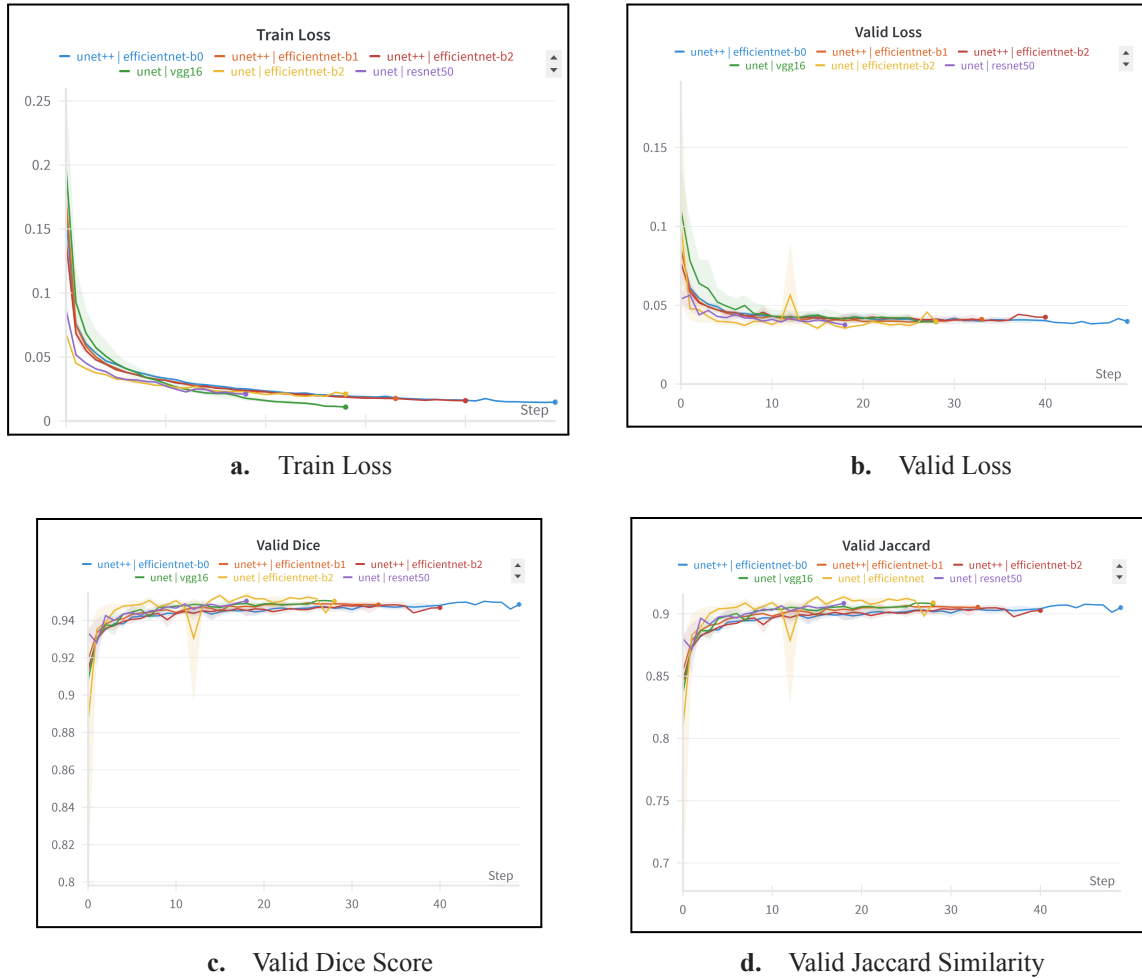 Train Loss
unet++ | efficientnet-b0 unet++ | efficientnet-b1 unet++ | efficientnet-b2
unet | vgg16 unet | efficientnet-b2 unet | resnet50
0.25
0.2
0.15
0.1
0.05
0
Step
a. Train Loss
Valid Loss
unet++ | efficientnet-b0 unet++ | efficientnet-b1 unet++ | efficientnet-b2
unet | vgg16 unet | efficientnet-b2 unet | resnet50
0.15
0.1
0.05
0
Step
0 10 20 30 40
b. Valid Loss
Valid Dice
unet++ | efficientnet-b0 unet++ | efficientnet-b1 unet++ | efficientnet-b2
unet | vgg16 unet | efficientnet-b2 unet | resnet50
0.94
0.92
0.9
0.88
0.86
0.84
0.82
0.8
Step
0 10 20 30 40
c. Valid Dice Score
Valid Jaccard
unet++ | efficientnet-b0 unet++ | efficientnet-b1 unet++ | efficientnet-b2
unet | vgg16 unet | efficientnet unet | resnet50
0.9
0.85
0.8
0.75
0.7
Step
0 10 20 30 40
d. Valid Jaccard Similarity